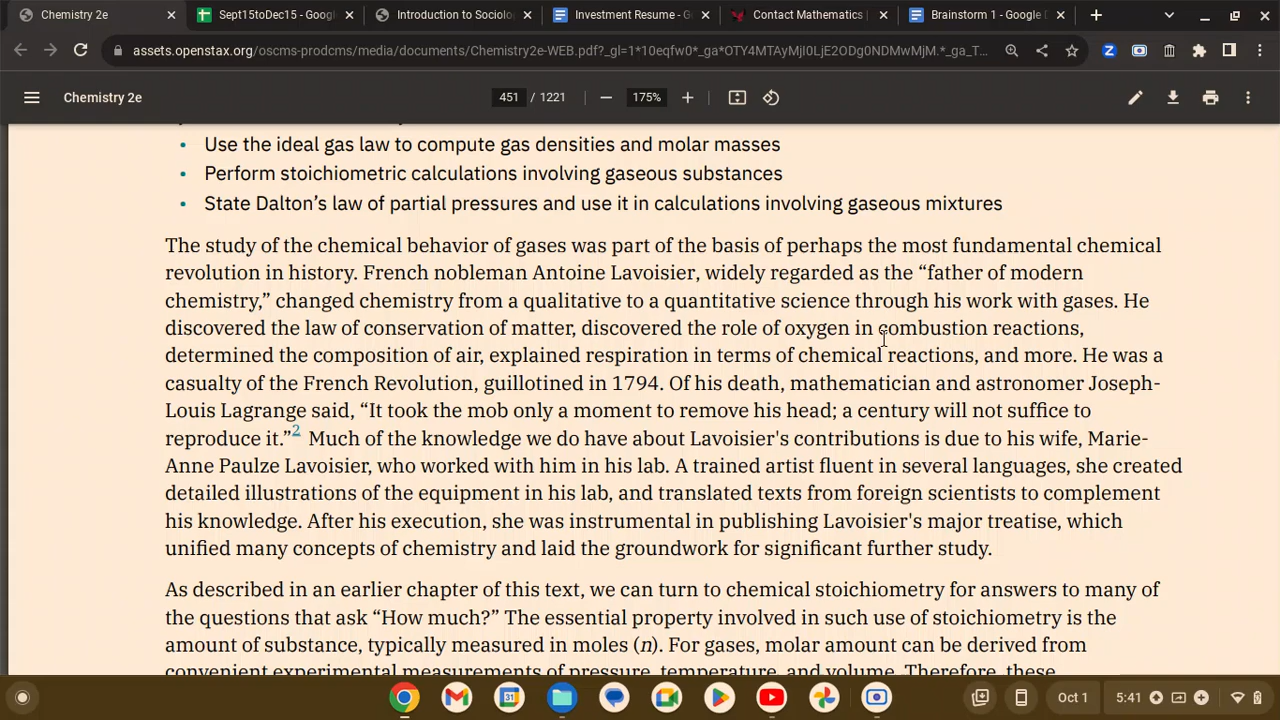 Chemistry 2e
Sept15toDec15 - Googl
Introduction to Sociolo
Investment Resume - G
Contact Mathematics
Brainstorm 1 - Google D
assets.openstax.org/oscms-prodcms/media/documents/Chemistry2e-WEB.pdf?_gl=1*10eqfw0*_ga*OTY4MTAyMjI0LjE2ODg0NDMwMjM.*_ga_T...
Chemistry 2e
451 / 1221
175%
• Use the ideal gas law to compute gas densities and molar masses
• Perform stoichiometric calculations involving gaseous substances
• State Dalton’s law of partial pressures and use it in calculations involving gaseous mixtures
The study of the chemical behavior of gases was part of the basis of perhaps the most fundamental chemical
revolution in history. French nobleman Antoine Lavoisier, widely regarded as the “father of modern
chemistry,” changed chemistry from a qualitative to a quantitative science through his work with gases. He
discovered the law of conservation of matter, discovered the role of oxygen in combustion reactions,
determined the composition of air, explained respiration in terms of chemical reactions, and more. He was a
casualty of the French Revolution, guillotined in 1794. Of his death, mathematician and astronomer Joseph-
Louis Lagrange said, “It took the mob only a moment to remove his head; a century will not suffice to
reproduce it.”2 Much of the knowledge we do have about Lavoisier's contributions is due to his wife, Marie-
Anne Paulze Lavoisier, who worked with him in his lab. A trained artist fluent in several languages, she created
detailed illustrations of the equipment in his lab, and translated texts from foreign scientists to complement
his knowledge. After his execution, she was instrumental in publishing Lavoisier's major treatise, which
unified many concepts of chemistry and laid the groundwork for significant further study.
As described in an earlier chapter of this text, we can turn to chemical stoichiometry for answers to many of
the questions that ask “How much?” The essential property involved in such use of stoichiometry is the
amount of substance, typically measured in moles (n). For gases, molar amount can be derived from
convenient experimental measurements of pressure, temperature, and volume. Therefore, these
Oct 1
5:41